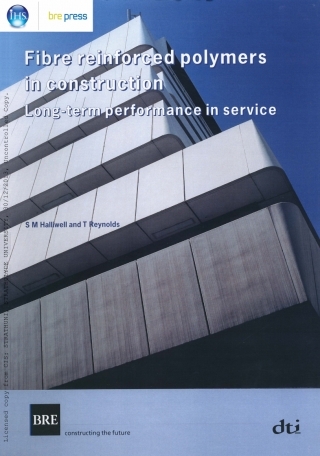 IHS
bre press
Fibre reinforced polymers
in construction
Long-term performance in service
S M Halliwell and T Reynolds
BRE
constructing the future
dti